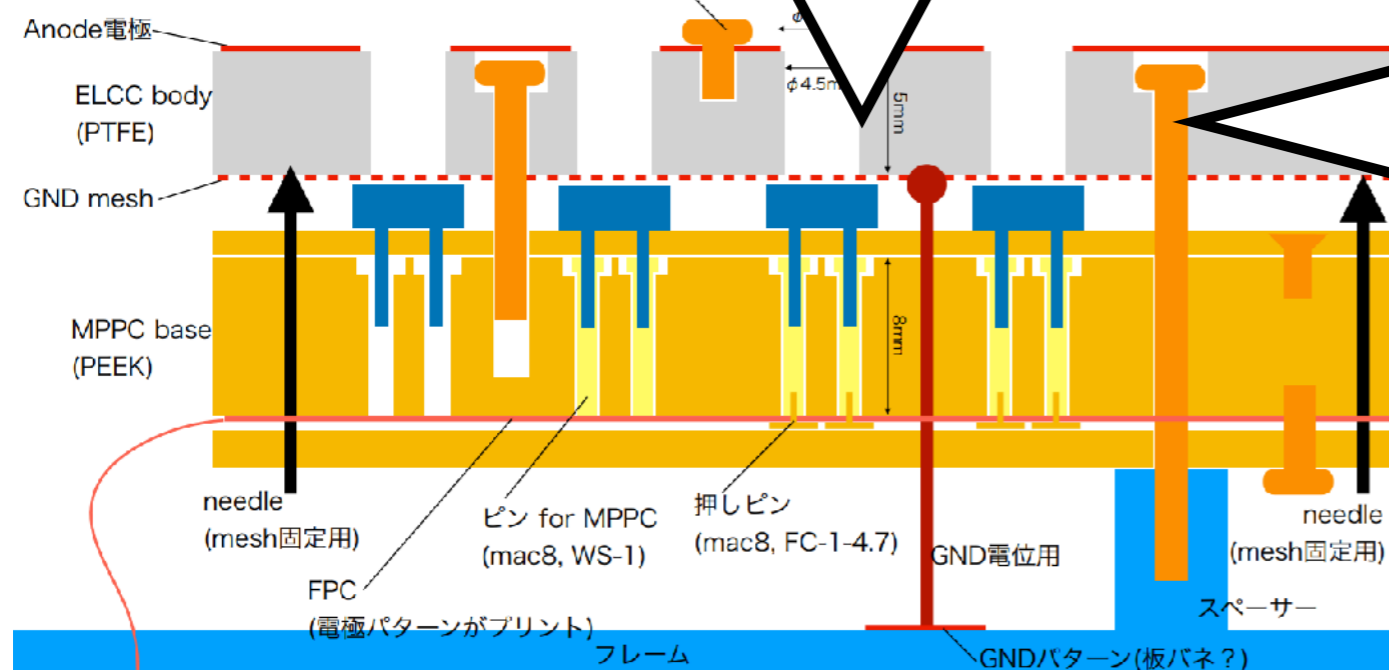 Anode電極
ELCC body
(PTFE)
GND mesh
5mm
MPPC base
(PEEK)
8mm
needle
(mesh固定用)
ピン for MPPC
(mac8, WS-1)
押しピン
(mac8, FC-1-4.7)
GND電位用
needle
(mesh固定用)
FPC
(電極パターンがプリント)
スペーサー
フレーム
GNDパターン(板バネ？)